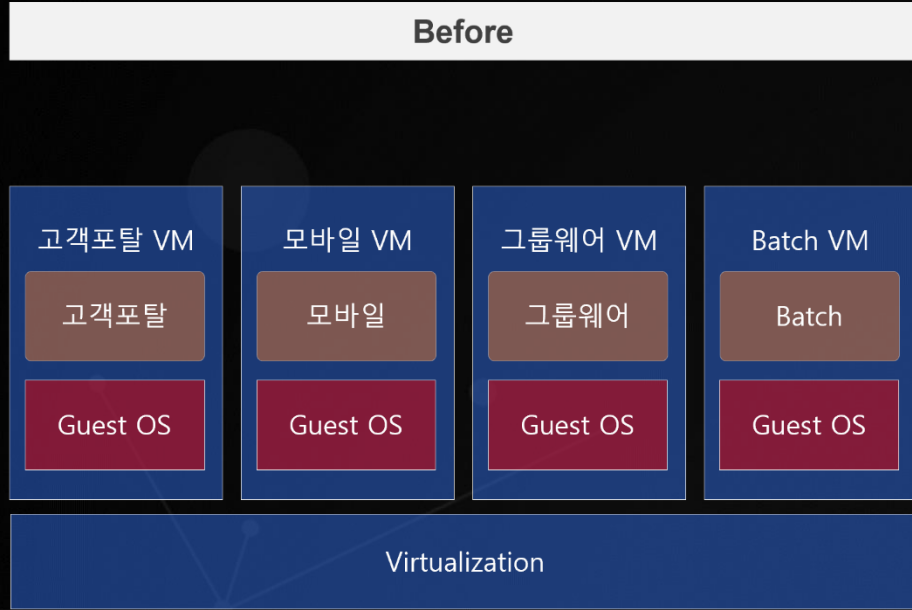 Before
고객포탈 VM
모바일 VM
그룹웨어 VM
Batch VM
고객포탈
모바일
그룹웨어
Batch
Guest OS
Guest OS
Guest OS
Guest OS
Virtualization